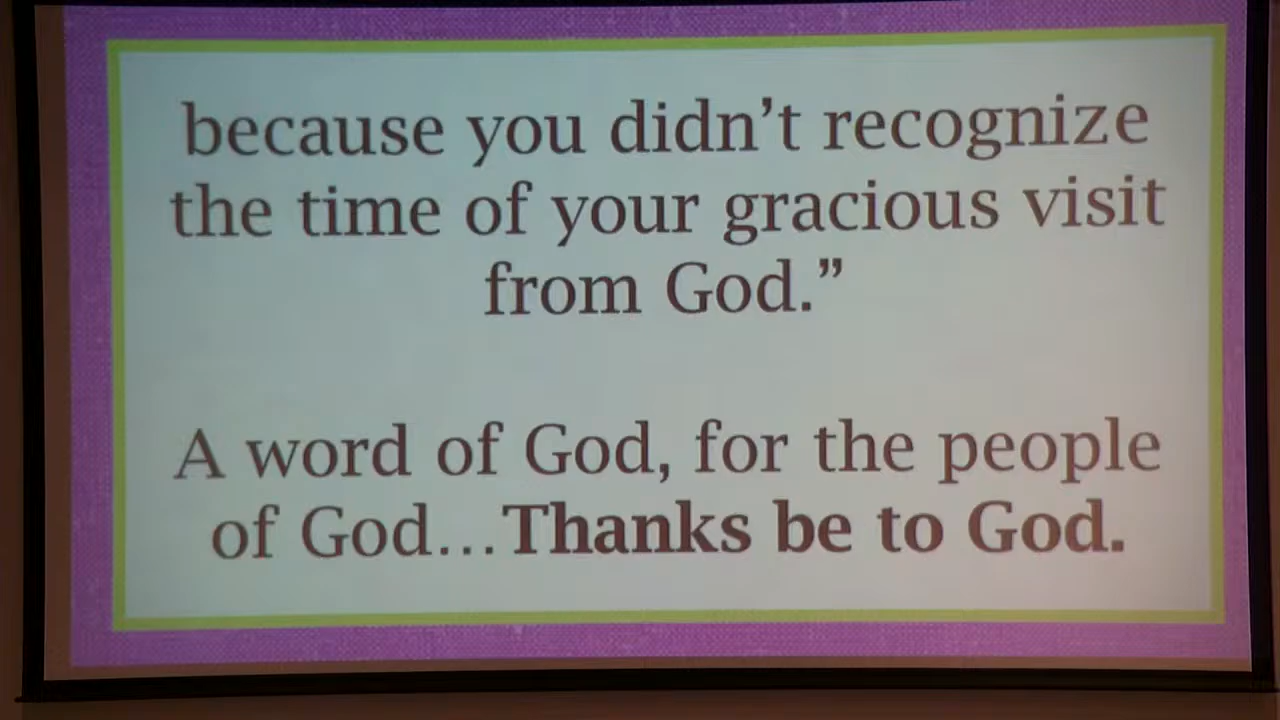 because you didn’t recognize
the time of your gracious visit
from God.”
A word of God, for the people
of God...Thanks be to God.